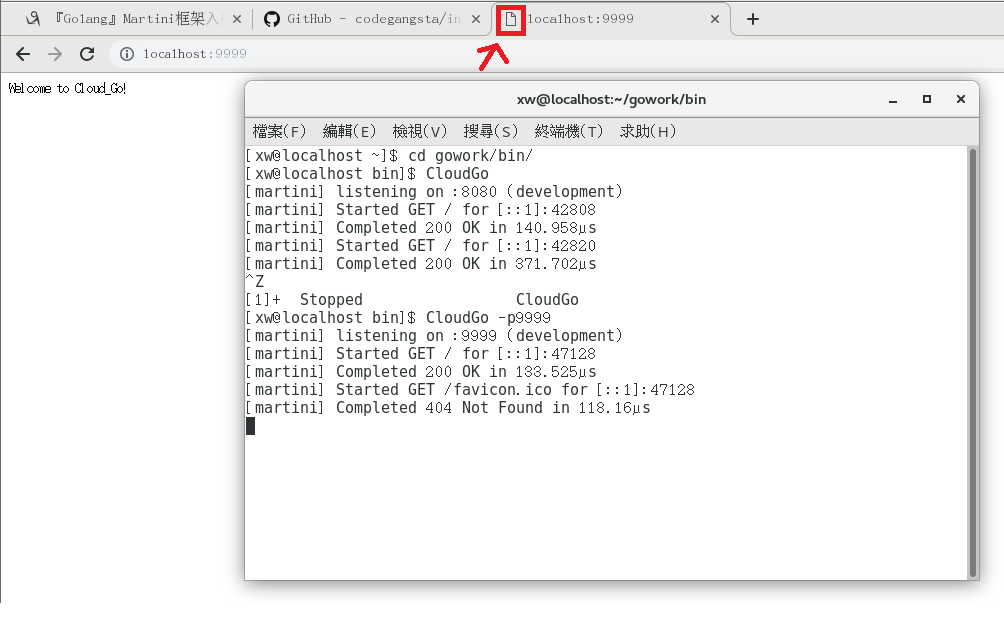 『Golang』Martini框架入
GitHub - codegangsta/in
localhost:9999
localhost:9999
Welcome to Cloud_Go!
xw@localhost:~/gowork/bin
檔案(F) 編輯(E) 檢視(V) 搜尋(S) 終端機(T) 求助(H)
[xw@localhost ~]$ cd gowork/bin/
[xw@localhost bin]$ CloudGo
[martini] listening on :8080 (development)
[martini] Started GET / for [::1]:42808
[martini] Completed 200 OK in 140.958µs
[martini] Started GET / for [::1]:42820
[martini] Completed 200 OK in 371.702µs
^Z
[1]+  Stopped                 CloudGo
[xw@localhost bin]$ CloudGo -p9999
[martini] listening on :9999 (development)
[martini] Started GET / for [::1]:47128
[martini] Completed 200 OK in 133.525µs
[martini] Started GET /favicon.ico for [::1]:47128
[martini] Completed 404 Not Found in 118.16µs